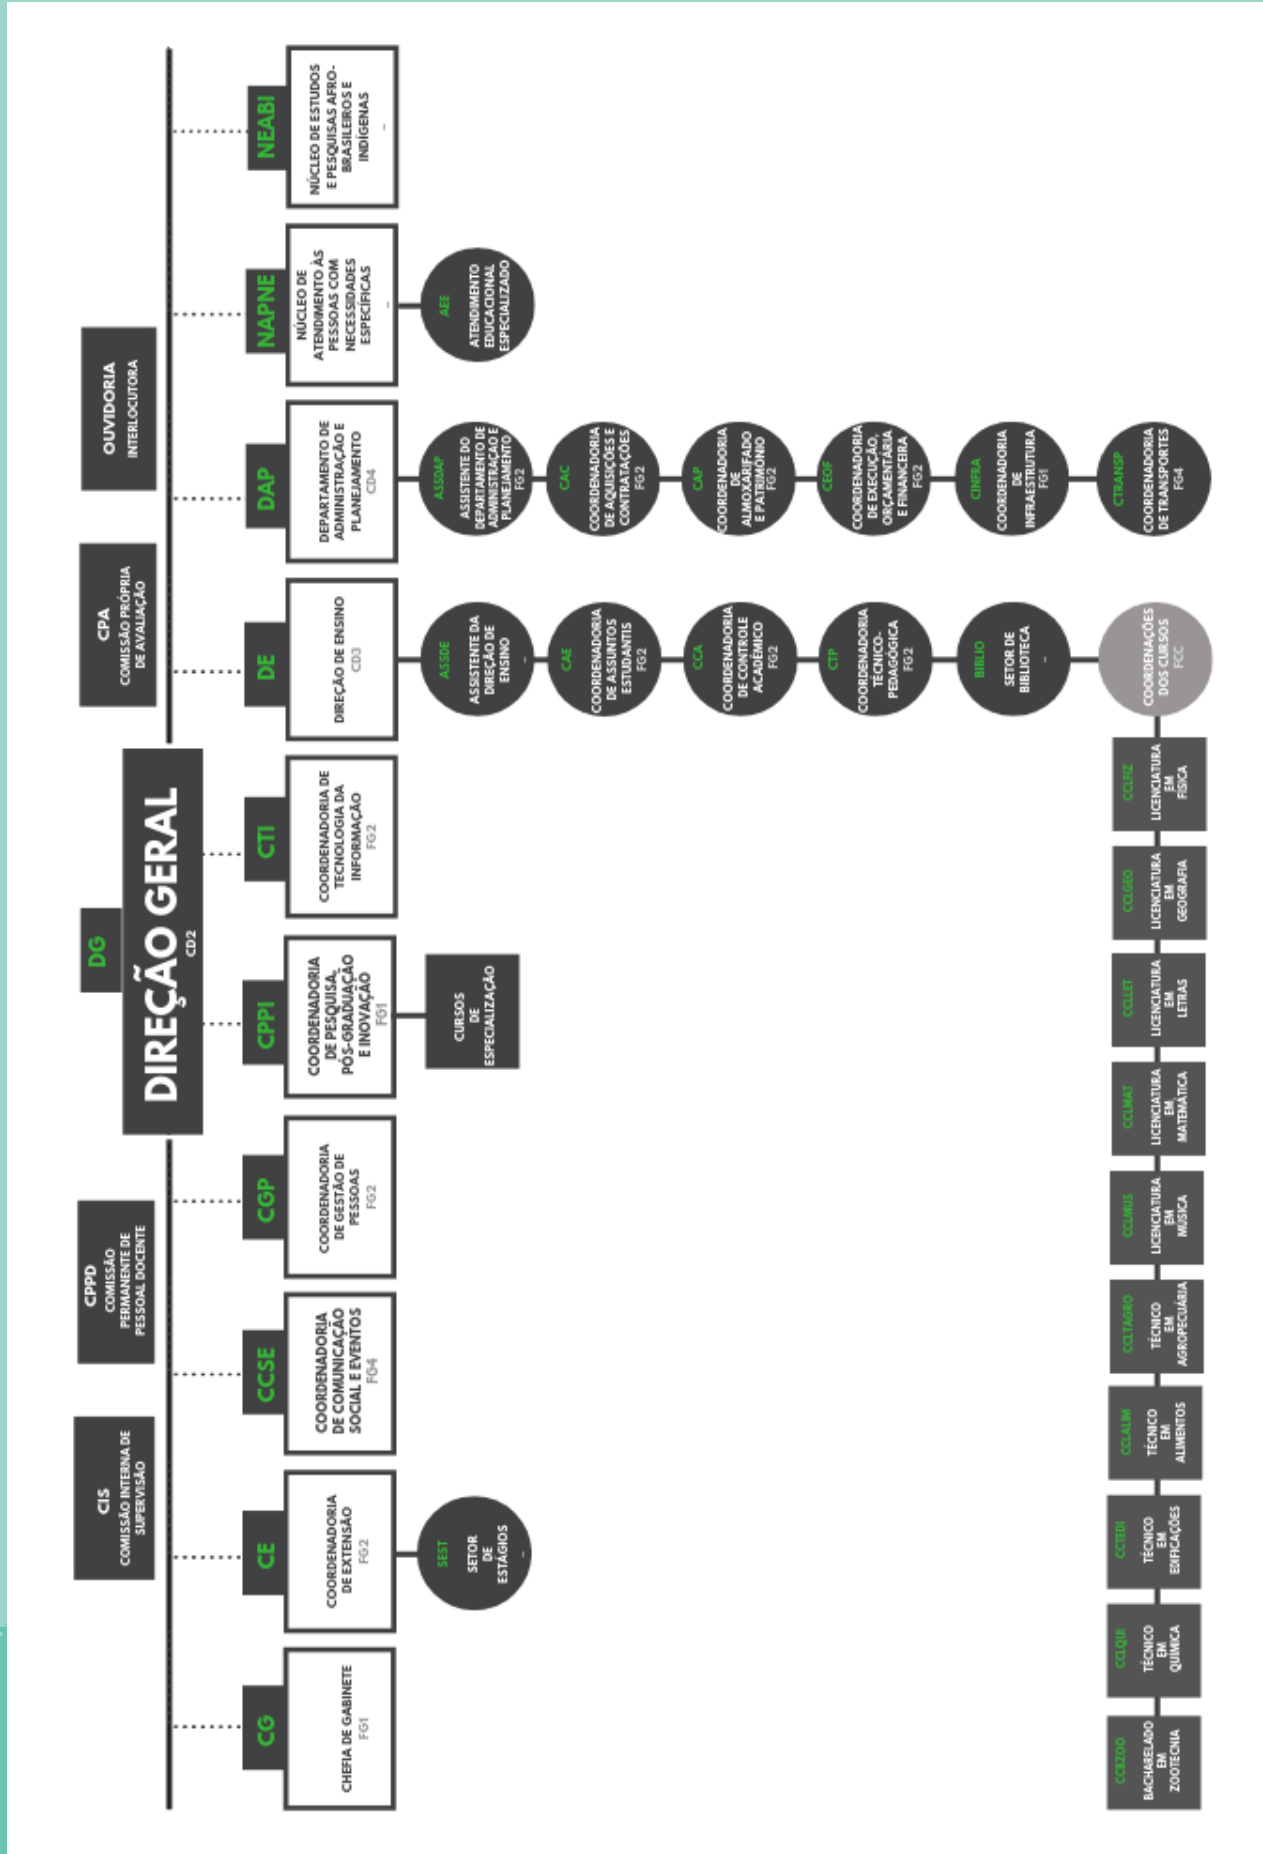 CIS
COMISSÃO INTERNA DE
SUPERVISÃO
CPPD
COMISSÃO
PERMANENTE DE
PESSOAL DOCENTE
DG
DIREÇÃO GERAL
CD2
CPA
COMISSÃO PRÓPRIA
DE AVALIAÇÃO
OUVIDORIA
INTERLOCUTORA
CG
CHEFIA DE GABINETE
FG1
CE
COORDENADORIA
DE EXTENSÃO
FG2
SEST
SETOR
DE
ESTÁGIOS
-
CCSE
COORDENADORIA
DE COMUNICAÇÃO
SOCIAL E EVENTOS
FG4
CGP
COORDENADORIA
DE GESTÃO DE
PESSOAS
FG2
CPPI
COORDENADORIA
DE PESQUISA,
PÓS-GRADUAÇÃO
E INOVAÇÃO
FG1
CURSOS
DE
ESPECIALIZAÇÃO
CTI
COORDENADORIA DE
TECNOLOGIA DA
INFORMAÇÃO
FG2
DE
DIREÇÃO DE ENSINO
CD3
ASSDE
ASSISTENTE DA
DIREÇÃO DE
ENSINO
-
CAE
COORDENADORIA
DE ASSUNTOS
ESTUDANTIS
FG2
CCA
COORDENADORIA
DE CONTROLE
ACADÊMICO
FG2
CTP
COORDENADORIA
TÉCNICO-
PEDAGÓGICA
FG2
BIBLIO
SETOR DE
BIBLIOTECA
-
COORDENAÇÕES
DOS CURSOS
FCC
DAP
DEPARTAMENTO DE
ADMINISTRAÇÃO E
PLANEJAMENTO
CD4
ASSDAP
ASSISTENTE DO
DEPARTAMENTO DE
ADMINISTRAÇÃO E
PLANEJAMENTO
FG2
CAC
COORDENADORIA
DE AQUISIÇÕES E
CONTRATAÇÕES
FG2
CAP
COORDENADORIA
DE
ALMOXARIFADO
E PATRIMÔNIO
FG2
CEOF
COORDENADORIA
DE EXECUÇÃO,
ORÇAMENTÁRIA
E FINANCEIRA
FG2
CINFRA
COORDENADORIA
DE
INFRAESTRUTURA
FG1
CTRANSP
COORDENADORIA
DE TRANSPORTES
FG4
NAPNE
NÚCLEO DE
ATENDIMENTO ÀS
PESSOAS COM
NECESSIDADES
ESPECÍFICAS
-
AEE
ATENDIMENTO
EDUCACIONAL
ESPECIALIZADO
NEABI
NÚCLEO DE ESTUDOS
E PESQUISAS AFRO-
BRASILEIROS E
INDÍGENAS
-
CCBZOO
BACHARELADO
EM
ZOOTECNIA
CCLQUI
TÉCNICO
EM
QUÍMICA
CCTEDI
TÉCNICO
EM
EDIFICAÇÕES
CCLALIM
TÉCNICO
EM
ALIMENTOS
CCLTAGRO
TÉCNICO
EM
AGROPECUÁRIA
CCLMUS
LICENCIATURA
EM
MÚSICA
CCLMAT
LICENCIATURA
EM
MATEMÁTICA
CCLLET
LICENCIATURA
EM
LETRAS
CCLGEO
LICENCIATURA
EM
GEOGRAFIA
CCLFIZ
LICENCIATURA
EM
FÍSICA